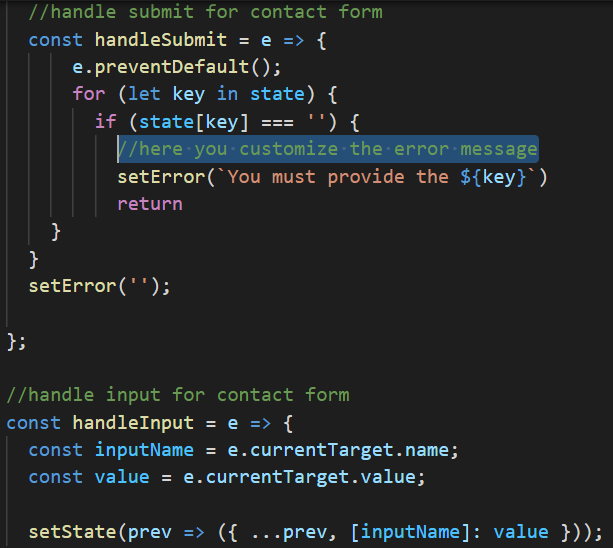 //handle submit for contact form
const handleSubmit = e => {
e.preventDefault();
for (let key in state) {
if (state[key] === '') {
//here you customize the error message
setError(`You must provide the ${key}`)
return
}
}
setError('');
};
//handle input for contact form
const handleInput = e => {
const inputName = e.currentTarget.name;
const value = e.currentTarget.value;
setState(prev => ({ ...prev, [inputName]: value }));